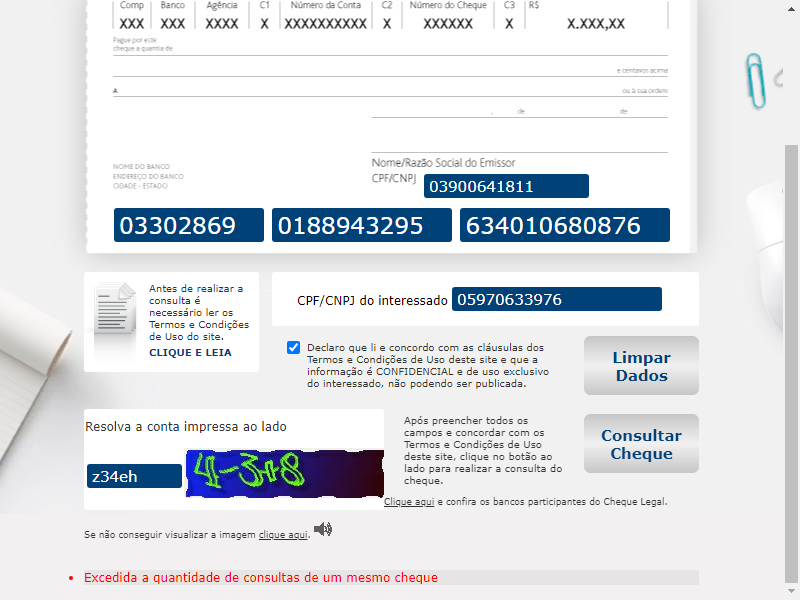 Comp Banco Agência C1 Número da Conta C2 Número do Cheque C3 R$
XXX XXX XXXX X XXXXXXXXXX X XXXXXX X X.XXX,XX
Pague por este
cheque a quantia de
e centavos acima
A ou à sua ordem
, de de
NOME DO BANCO
ENDEREÇO DO BANCO
CIDADE - ESTADO
Nome/Razão Social do Emissor
CPF/CNPJ 03900641811
03302869 0188943295 634010680876
Antes de realizar a
consulta é
necessário ler os
Termos e Condições
de Uso do site.
CLIQUE E LEIA
CPF/CNPJ do interessado 05970633976
Declaro que li e concordo com as cláusulas dos
Termos e Condições de Uso deste site e que a
informação é CONFIDENCIAL e de uso exclusivo
do interessado, não podendo ser publicada.
Limpar
Dados
Resolva a conta impressa ao lado
z34eh 4-3+8
Após preencher todos os
campos e concordar com os
Termos e Condições de Uso
deste site, clique no botão ao
lado para realizar a consulta do
cheque.
Consultar
Cheque
Clique aqui e confira os bancos participantes do Cheque Legal.
Se não conseguir visualizar a imagem clique aqui.
Excedida a quantidade de consultas de um mesmo cheque